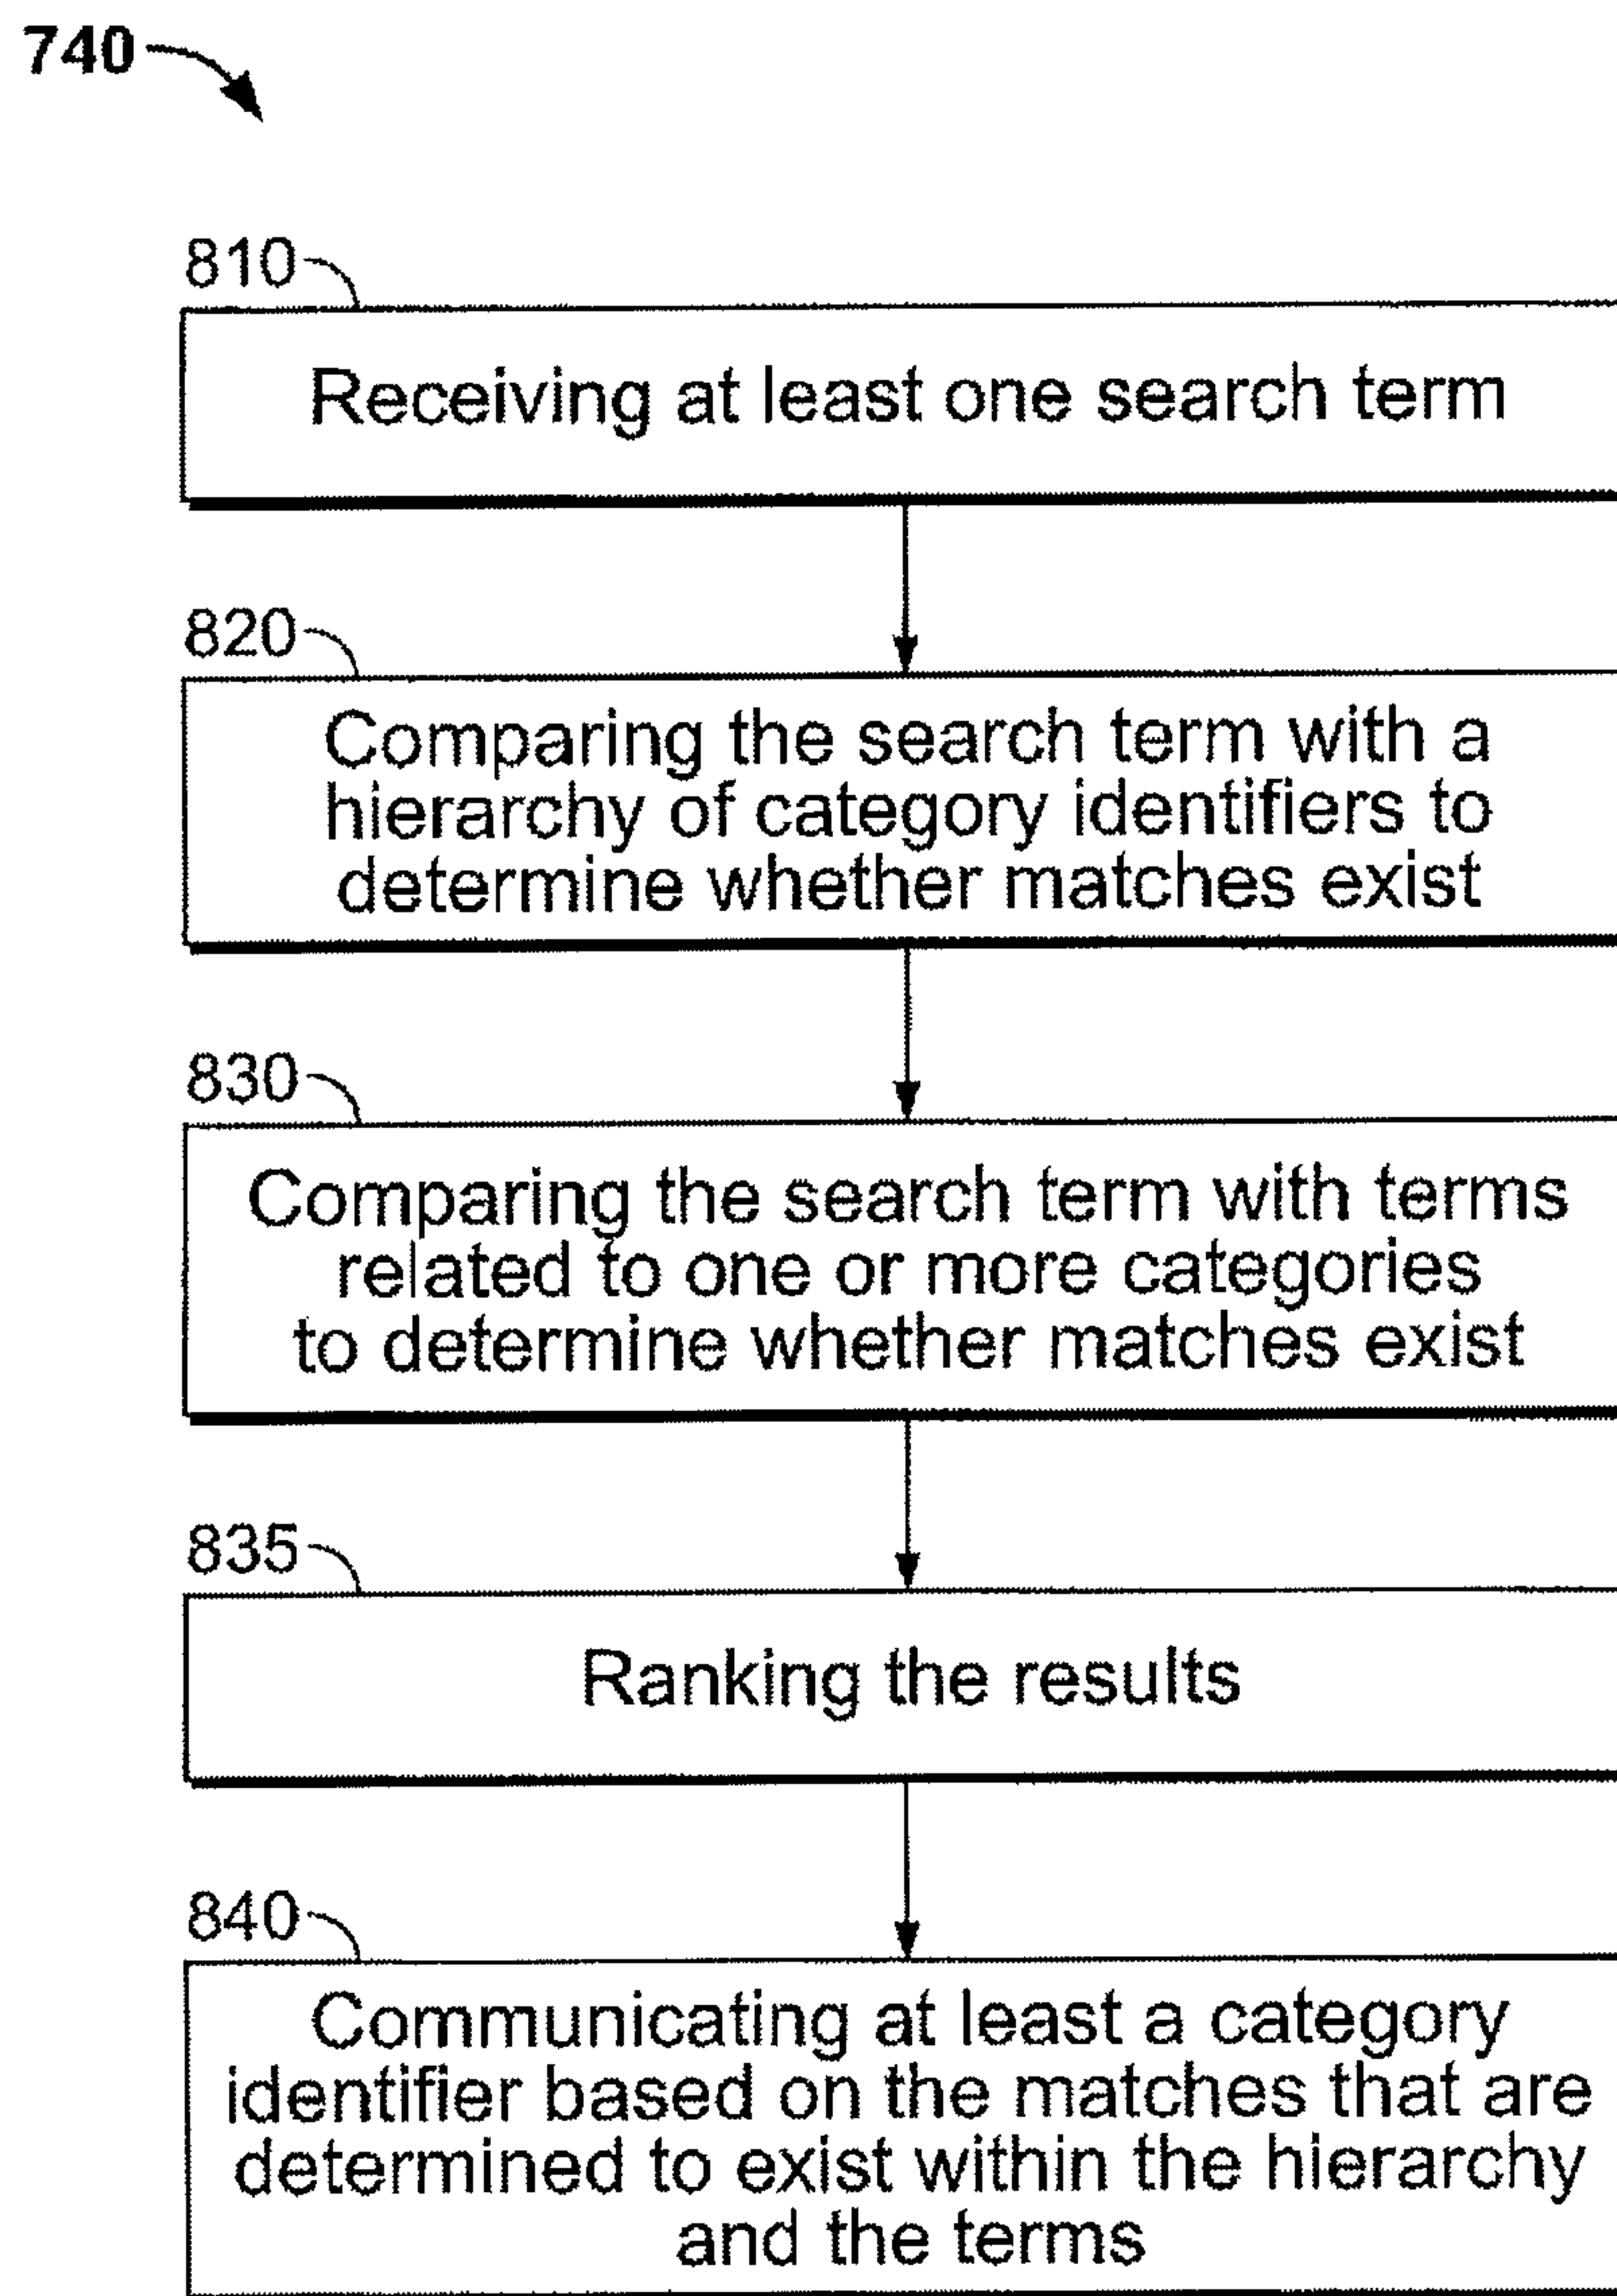 740
810
Receiving at least one search term
820
Comparing the search term with a
hierarchy of category identifiers to
determine whether matches exist
830
Comparing the search term with terms
related to one or more categories
to determine whether matches exist
835
Ranking the results
840
Communicating at least a category
identifier based on the matches that are
determined to exist within the hierarchy
and the terms